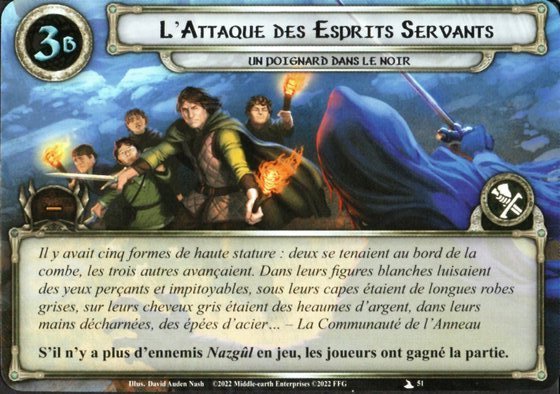 3B
L'Attaque des Esprits Servants
un poignard dans le noir
–
Il y avait cinq formes de haute stature : deux se tenaient au bord de la
combe, les trois autres avançaient. Dans leurs figures blanches luisaient
des yeux perçants et impitoyables, sous leurs capes étaient de longues robes
grises, sur leurs cheveux gris étaient des heaumes d'argent, dans leurs
mains décharnées, des épées d'acier… – La Communauté de l'Anneau
S'il n'y a plus d'ennemis Nazgûl en jeu, les joueurs ont gagné la partie.
Illus. David Auden Nash ©2022 Middle-earth Enterprises ©2022 FFG 51